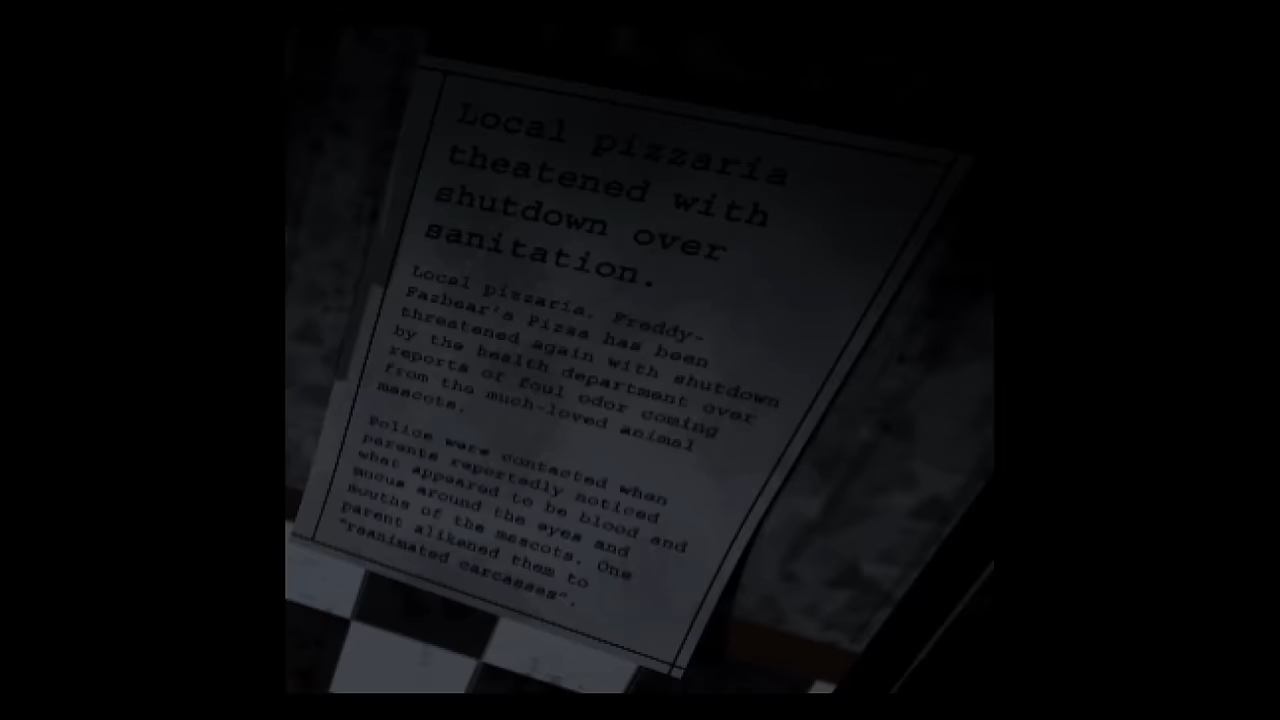 Local pizzaria
theatened with
shutdown over
sanitation.
Local pizzaria. Freddy-
Fazbear's Pizza has been
threatened again with shutdown
by the health department over
reports of foul odor coming
from the much-loved animal
mascots.
Police were contacted when
parents reportedly noticed
what appeared to be blood and
mucus around the eyes and
mouths of the mascots. One
parent alikened them to
"reanimated carcasses".